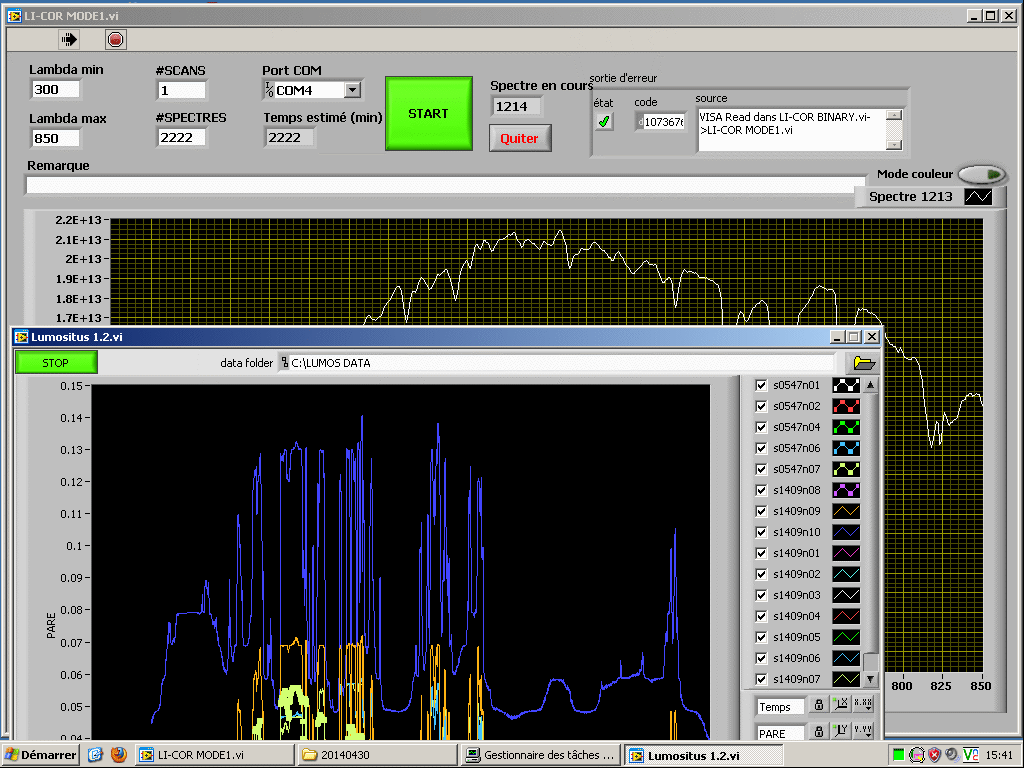 LI-COR MODE1.vi
Lambda min
300
#SCANS
1
Port COM
COM4
START
Spectre en cours
1214
Quiter
sortie d'erreur
état
code
1073676
source
VISA Read dans LI-COR BINARY.vi-
>LI-COR MODE1.vi
Lambda max
850
#SPECTRES
2222
Temps estimé (min)
2222
Remarque
Mode couleur
Spectre 1213
2.2E+13
2.1E+13
2E+13
1.9E+13
1.8E+13
1.7E+13
800 825 850
Lumositus 1.2.vi
STOP
data folder
C:\LUMOS DATA
0.15
0.14
0.13
0.12
0.11
0.1
0.09
0.08
0.07
0.06
0.05
0.04
PARE
s0547n01
s0547n02
s0547n04
s0547n06
s0547n07
s1409n08
s1409n09
s1409n10
s1409n01
s1409n02
s1409n03
s1409n04
s1409n05
s1409n06
s1409n07
Temps
X.XX
PARE
Y.YY
Démarrer
LI-COR MODE1.vi
20140430
Gestionnaire des tâches ...
Lumositus 1.2.vi
15:41